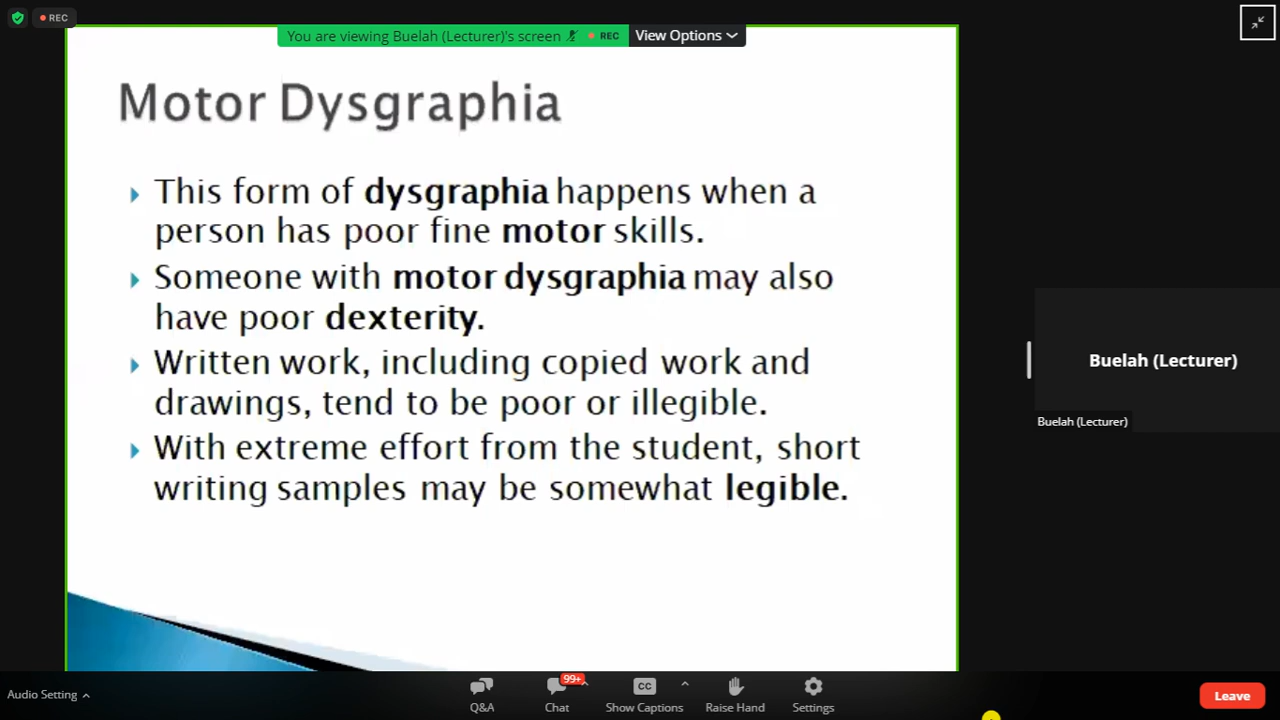 REC
You are viewing Buelah (Lecturer)'s screen REC View Options
Motor Dysgraphia
This form of dysgraphia happens when a
person has poor fine motor skills.
Someone with motor dysgraphia may also
have poor dexterity.
Written work, including copied work and
drawings, tend to be poor or illegible.
With extreme effort from the student, short
writing samples may be somewhat legible.
Buelah (Lecturer)
Buelah (Lecturer)
Audio Setting
Q&A
99+
Chat
CC
Show Captions
Raise Hand
Settings
Leave